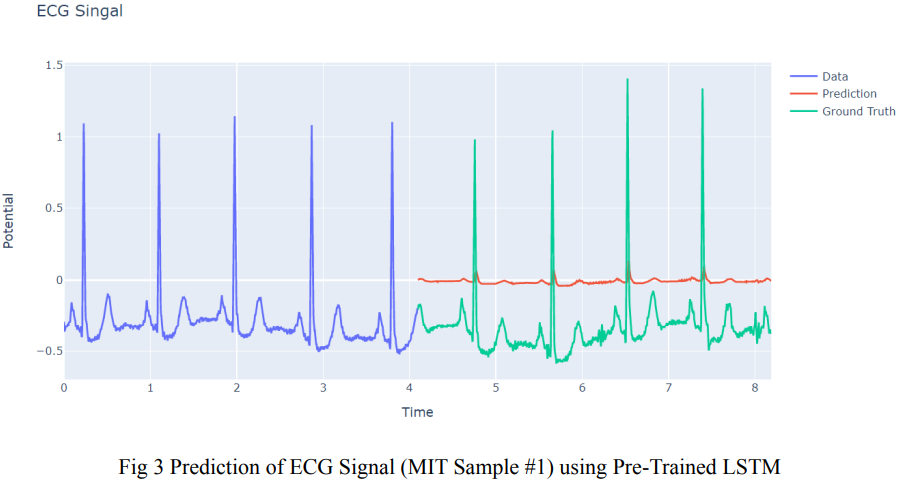 ECG Singal
1.5
1
0.5
0
−0.5
Potential
0 1 2 3 4 5 6 7 8
Time
Data
Prediction
Ground Truth
Fig 3 Prediction of ECG Signal (MIT Sample #1) using Pre-Trained LSTM